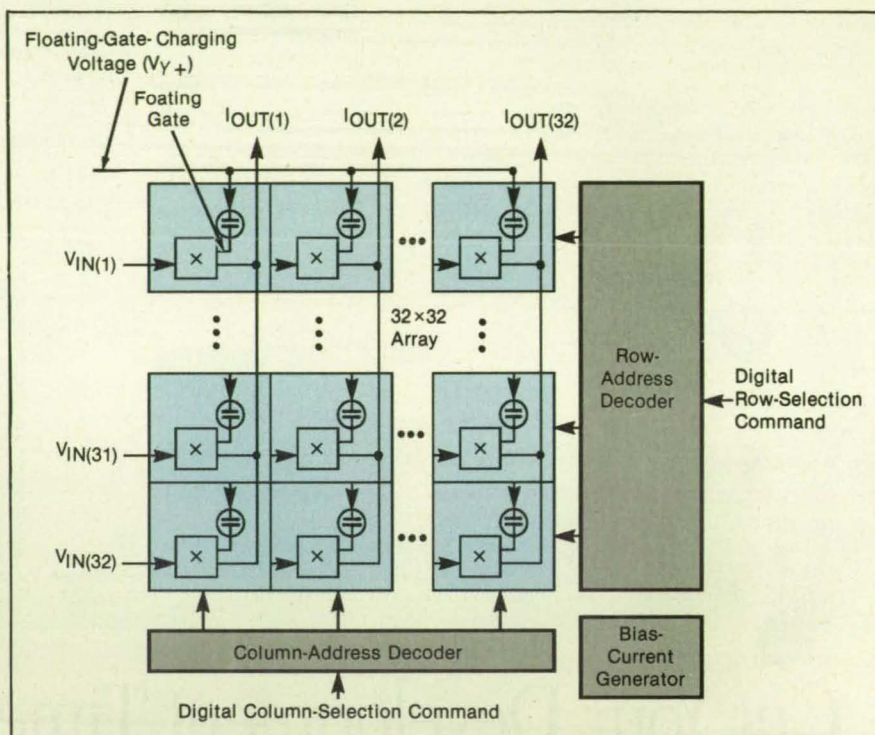 Floating-Gate-Charging
Voltage (VY+)
Foating
Gate
IOUT(1)
IOUT(2)
IOUT(32)
VIN(1)
×
×
×
•••
32×32
Array
Row-
Address
Decoder
Digital
Row-Selection
Command
VIN(31)
×
×
×
•••
VIN(32)
×
×
×
•••
Column-Address Decoder
Bias-
Current
Generator
Digital Column-Selection Command